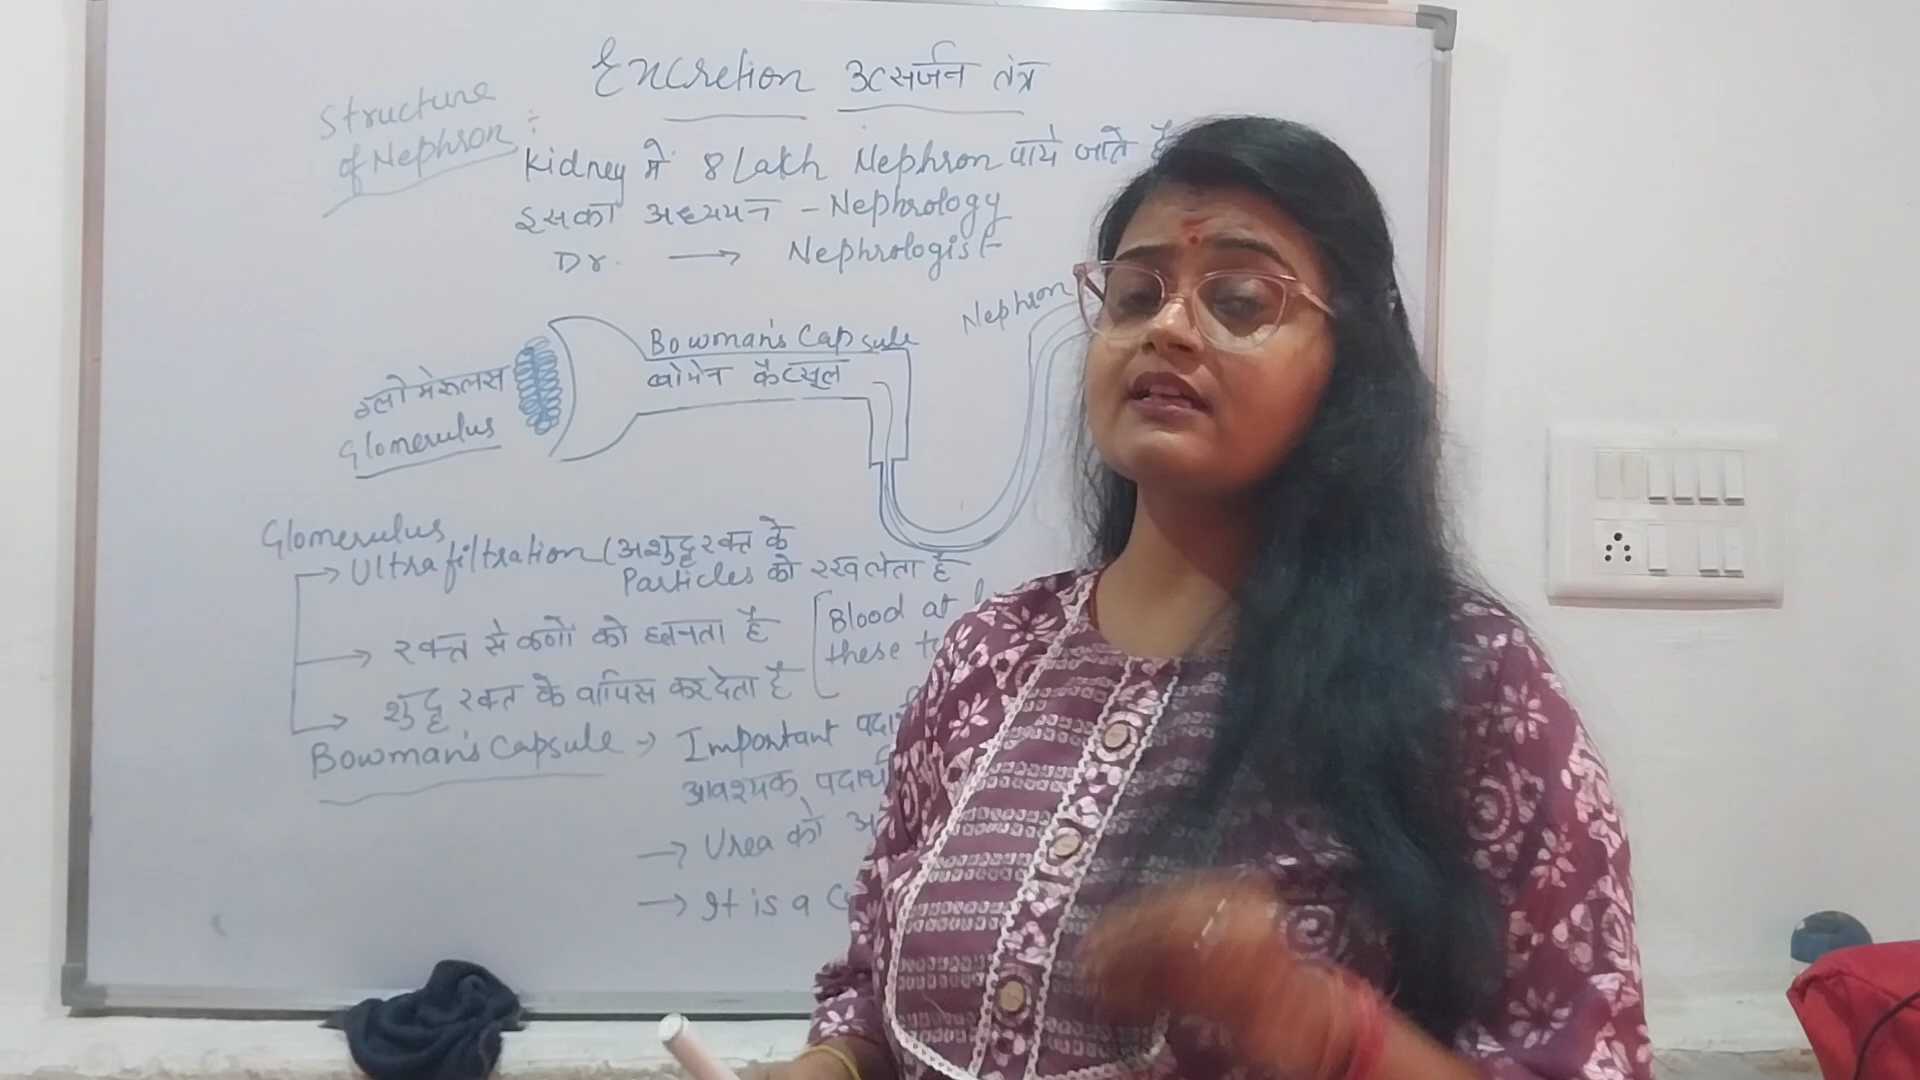 Excretion उत्सर्जन तंत्र
Structure
of Nephron :
Kidney में 8 Lakh Nephron पाये जाते है
इसका अध्ययन - Nephrology
Dr. → Nephrologist
Nephron
Bowman's Capsule
बोमेन कैप्सूल
ग्लोमेरूलस
Glomerulus
Glomerulus
→ Ultrafiltration (अशुद्ध रक्त के
Particles को रख लेता है
→ रक्त से कणों को छानता है
[Blood at
these
→ शुद्ध रक्त के वापिस कर देता है
Bowman's Capsule → Important
आवश्यक पदार्थ
→ Urea को
→ It is a